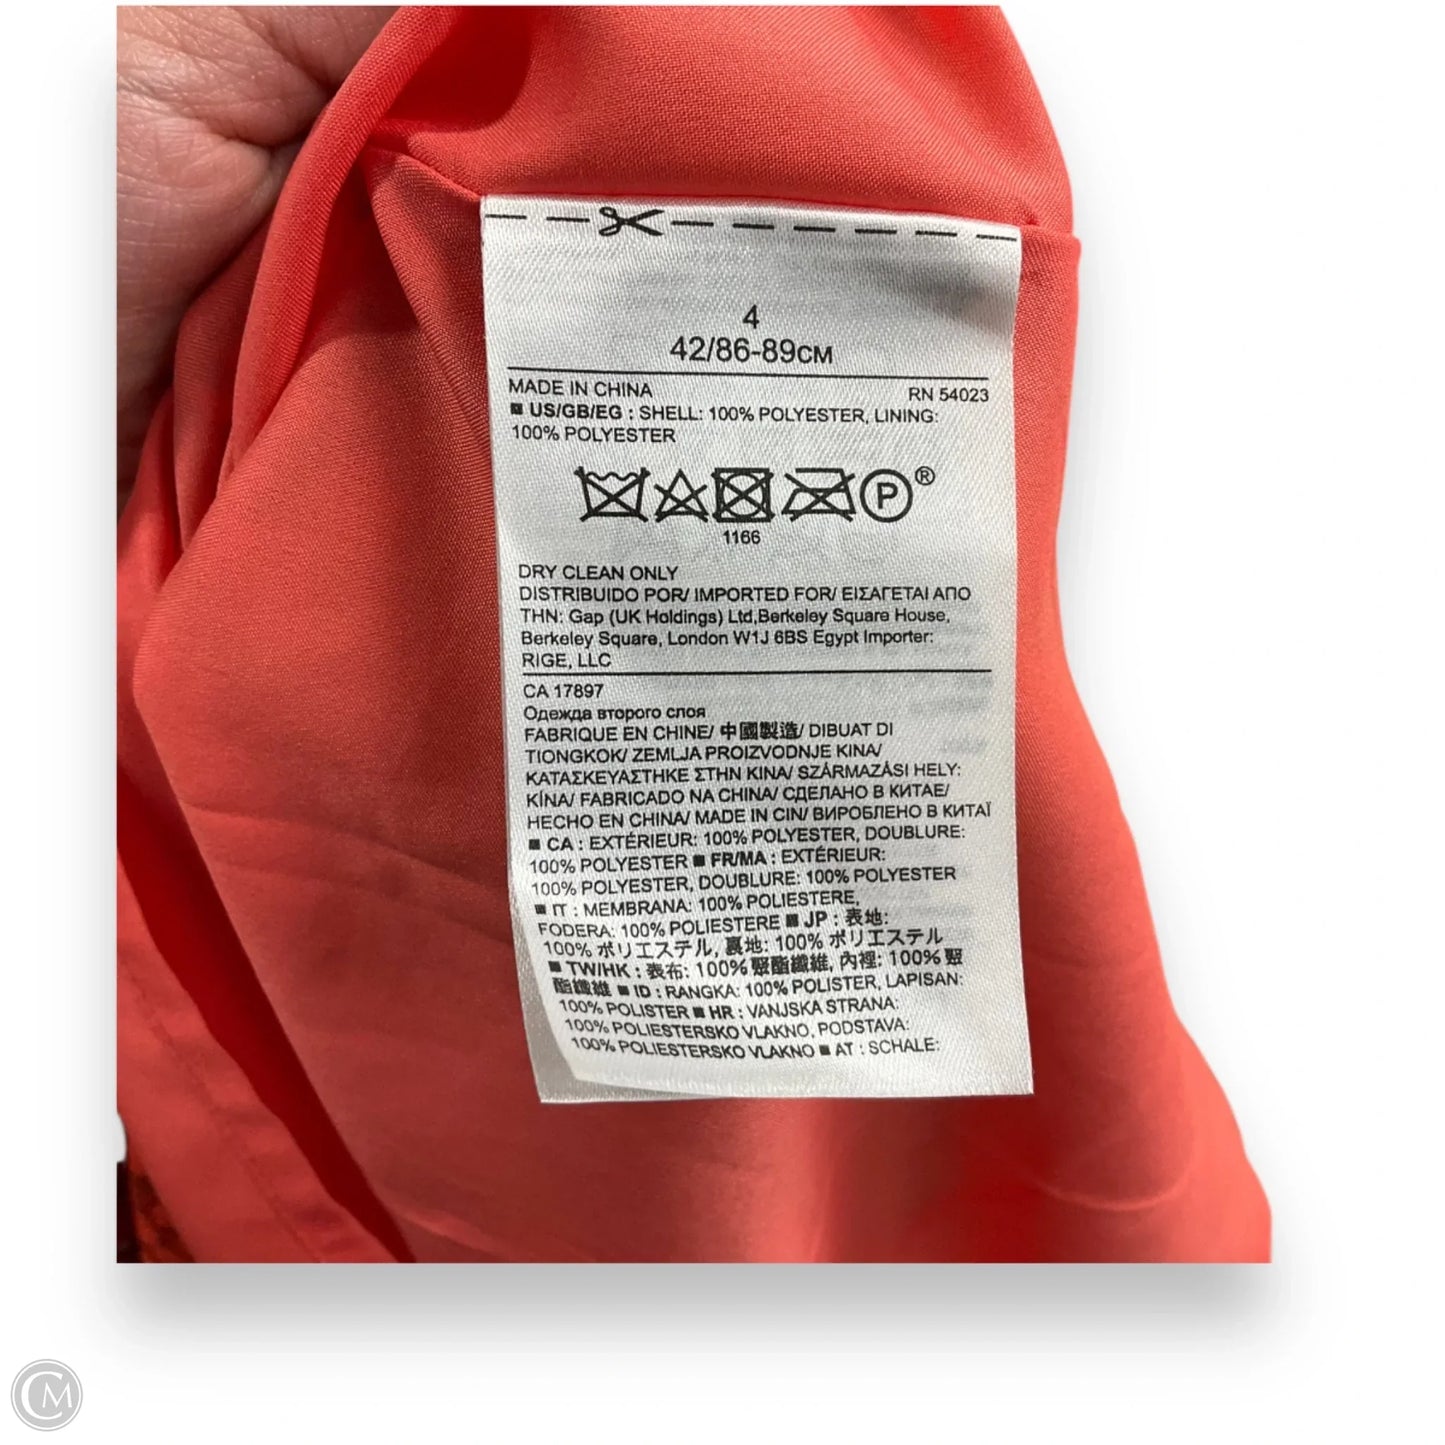 4
42/86-89CM
MADE IN CHINA RN 54023
US/GB/EG : SHELL: 100% POLYESTER, LINING:
100% POLYESTER
P ®
1166
DRY CLEAN ONLY
DISTRIBUIDO POR/ IMPORTED FOR/ ΕΙΣΑΓΕΤΑΙ ΑΠΟ
ΤΗΝ: Gap (UK Holdings) Ltd,Berkeley Square House,
Berkeley Square, London W1J 6BS Egypt Importer:
RIGE, LLC
CA 17897
Одежда второго слоя
FABRIQUE EN CHINE/ 中國製造/ DIBUAT DI
TIONGKOK/ ZEMLJA PROIZVODNJE KINA/
ΚΑΤΑΣΚΕΥΑΣΤΗΚΕ ΣΤΗΝ ΚΙΝΑ/ SZÁRMAZÁSI HELY:
KÍNA/ FABRICADO NA CHINA/ СДЕЛАНО В КИТАЕ/
HECHO EN CHINA/ MADE IN CIN/ ВИРОБЛЕНО В КИТАЇ
CA : EXTÉRIEUR: 100% POLYESTER, DOUBLURE:
100% POLYESTER ■ FR/MA : EXTÉRIEUR:
100% POLYESTER, DOUBLURE: 100% POLYESTER
■ IT : MEMBRANA: 100% POLIESTERE,
FODERA: 100% POLIESTERE ■ JP : 表地:
100% ポリエステル, 裏地: 100% ポリエステル
■ TW/HK : 表布: 100% 聚酯纖維, 內裡: 100% 聚
酯纖維 ■ ID : RANGKA: 100% POLISTER, LAPISAN:
100% POLISTER ■ HR : VANJSKA STRANA:
100% POLIESTERSKO VLAKNO, PODSTAVA:
100% POLIESTERSKO VLAKNO ■ AT : SCHALE:
CM